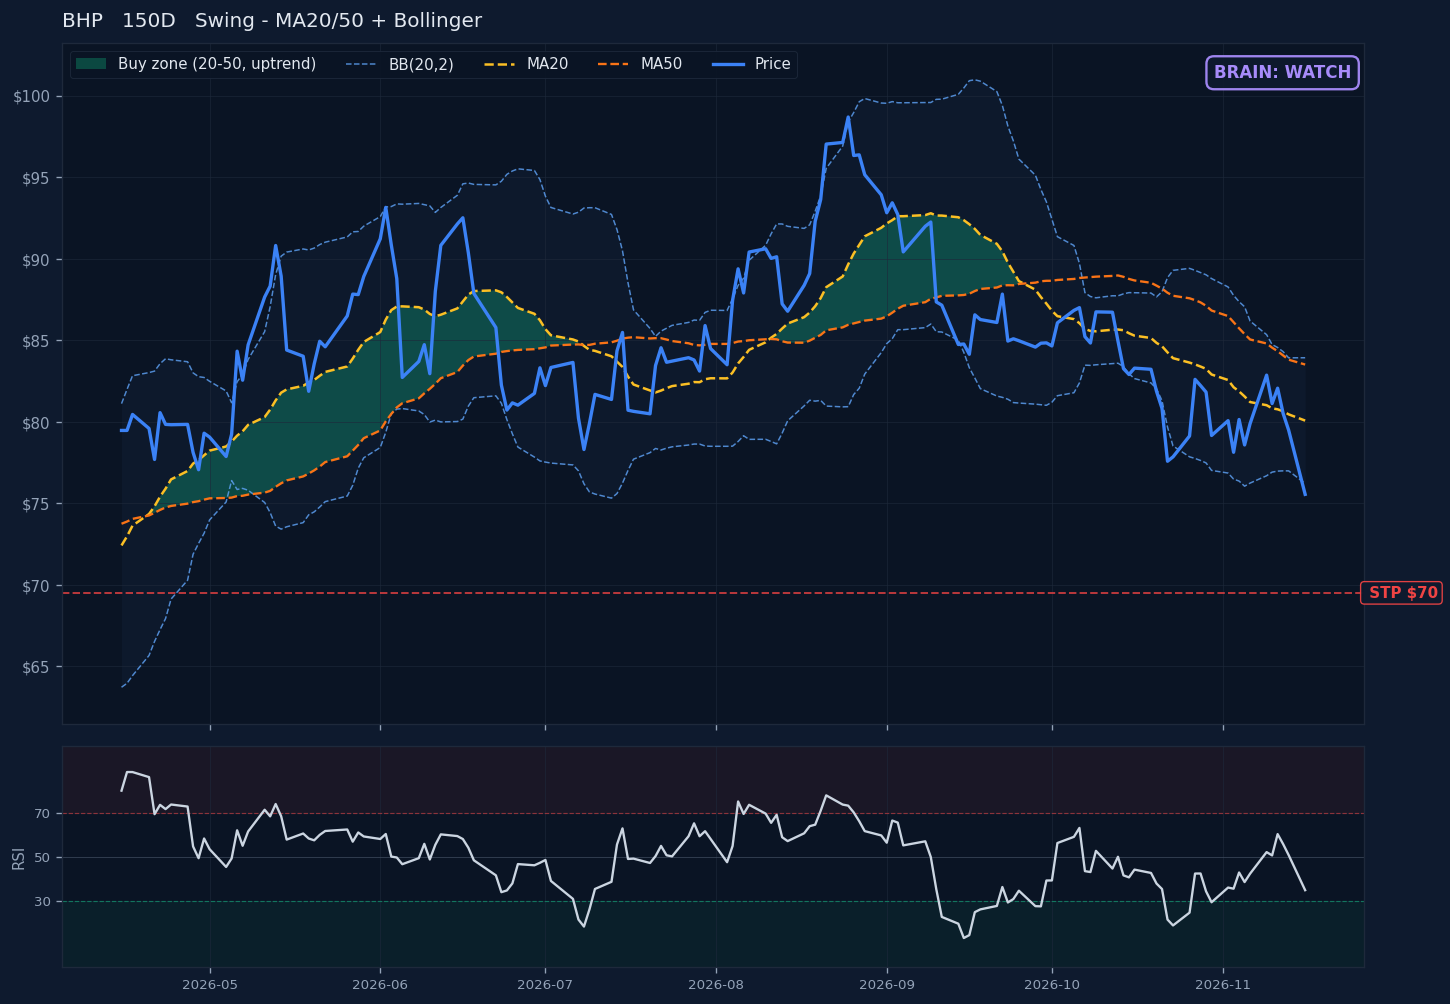 BHP 150D Swing - MA20/50 + Bollinger
Buy zone (20-50, uptrend) BB(20,2) MA20 MA50 Price
BRAIN: WATCH
$100
$95
$90
$85
$80
$75
$70
STP $70
$65
RSI
70
50
30
2026-05 2026-06 2026-07 2026-08 2026-09 2026-10 2026-11